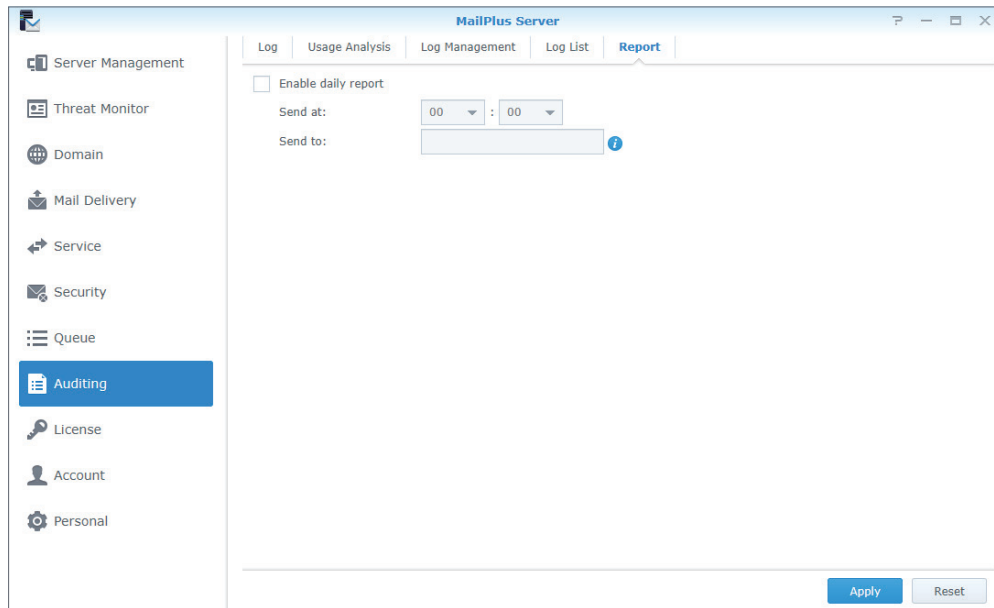 MailPlus Server
Server Management
Threat Monitor
Domain
Mail Delivery
Service
Security
Queue
Auditing
License
Account
Personal
Log Usage Analysis Log Management Log List Report
Enable daily report
Send at: 00 : 00
Send to:
Apply Reset